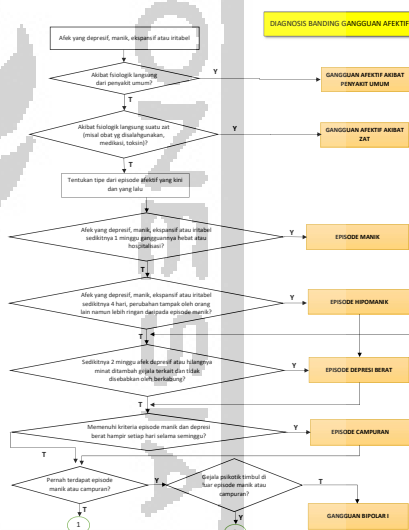 DIAGNOSIS BANDING GANGGUAN AFEKTIF
Afek yang depresif, manik, ekspansif atau iritabel
Akibat fisiologik langsung
dari penyakit umum?
Y
GANGGUAN AFEKTIF AKIBAT
PENYAKIT UMUM
T
Akibat fisiologik langsung suatu zat
(misal obat yg disalahgunakan,
medikasi, toksin)?
Y
GANGGUAN AFEKTIF AKIBAT
ZAT
T
Tentukan tipe dari episode afektif yang kini
dan yang lalu
Afek yang depresif, manik, ekspansif atau iritabel
sedikitnya 1 minggu gangguannya hebat atau
hospitalisasi?
Y
EPISODE MANIK
T
Afek yang depresif, manik, ekspansif atau iritabel
sedikitnya 4 hari, perubahan tampak oleh orang
lain namun lebih ringan daripada episode manik?
Y
EPISODE HIPOMANIK
T
Sedikitnya 2 minggu afek depresif atau hilangnya
minat ditambah gejala terkait dan tidak
disebabkan oleh berkabung?
Y
EPISODE DEPRESI BERAT
T
Memenuhi kriteria episode manik dan depresi
berat hampir setiap hari selama seminggu?
Y
EPISODE CAMPURAN
T
Pernah terdapat episode
manik atau campuran?
Y
Gejala psikotik timbul di
luar episode manik atau
campuran?
T
GANGGUAN BIPOLAR I
T
Y
1